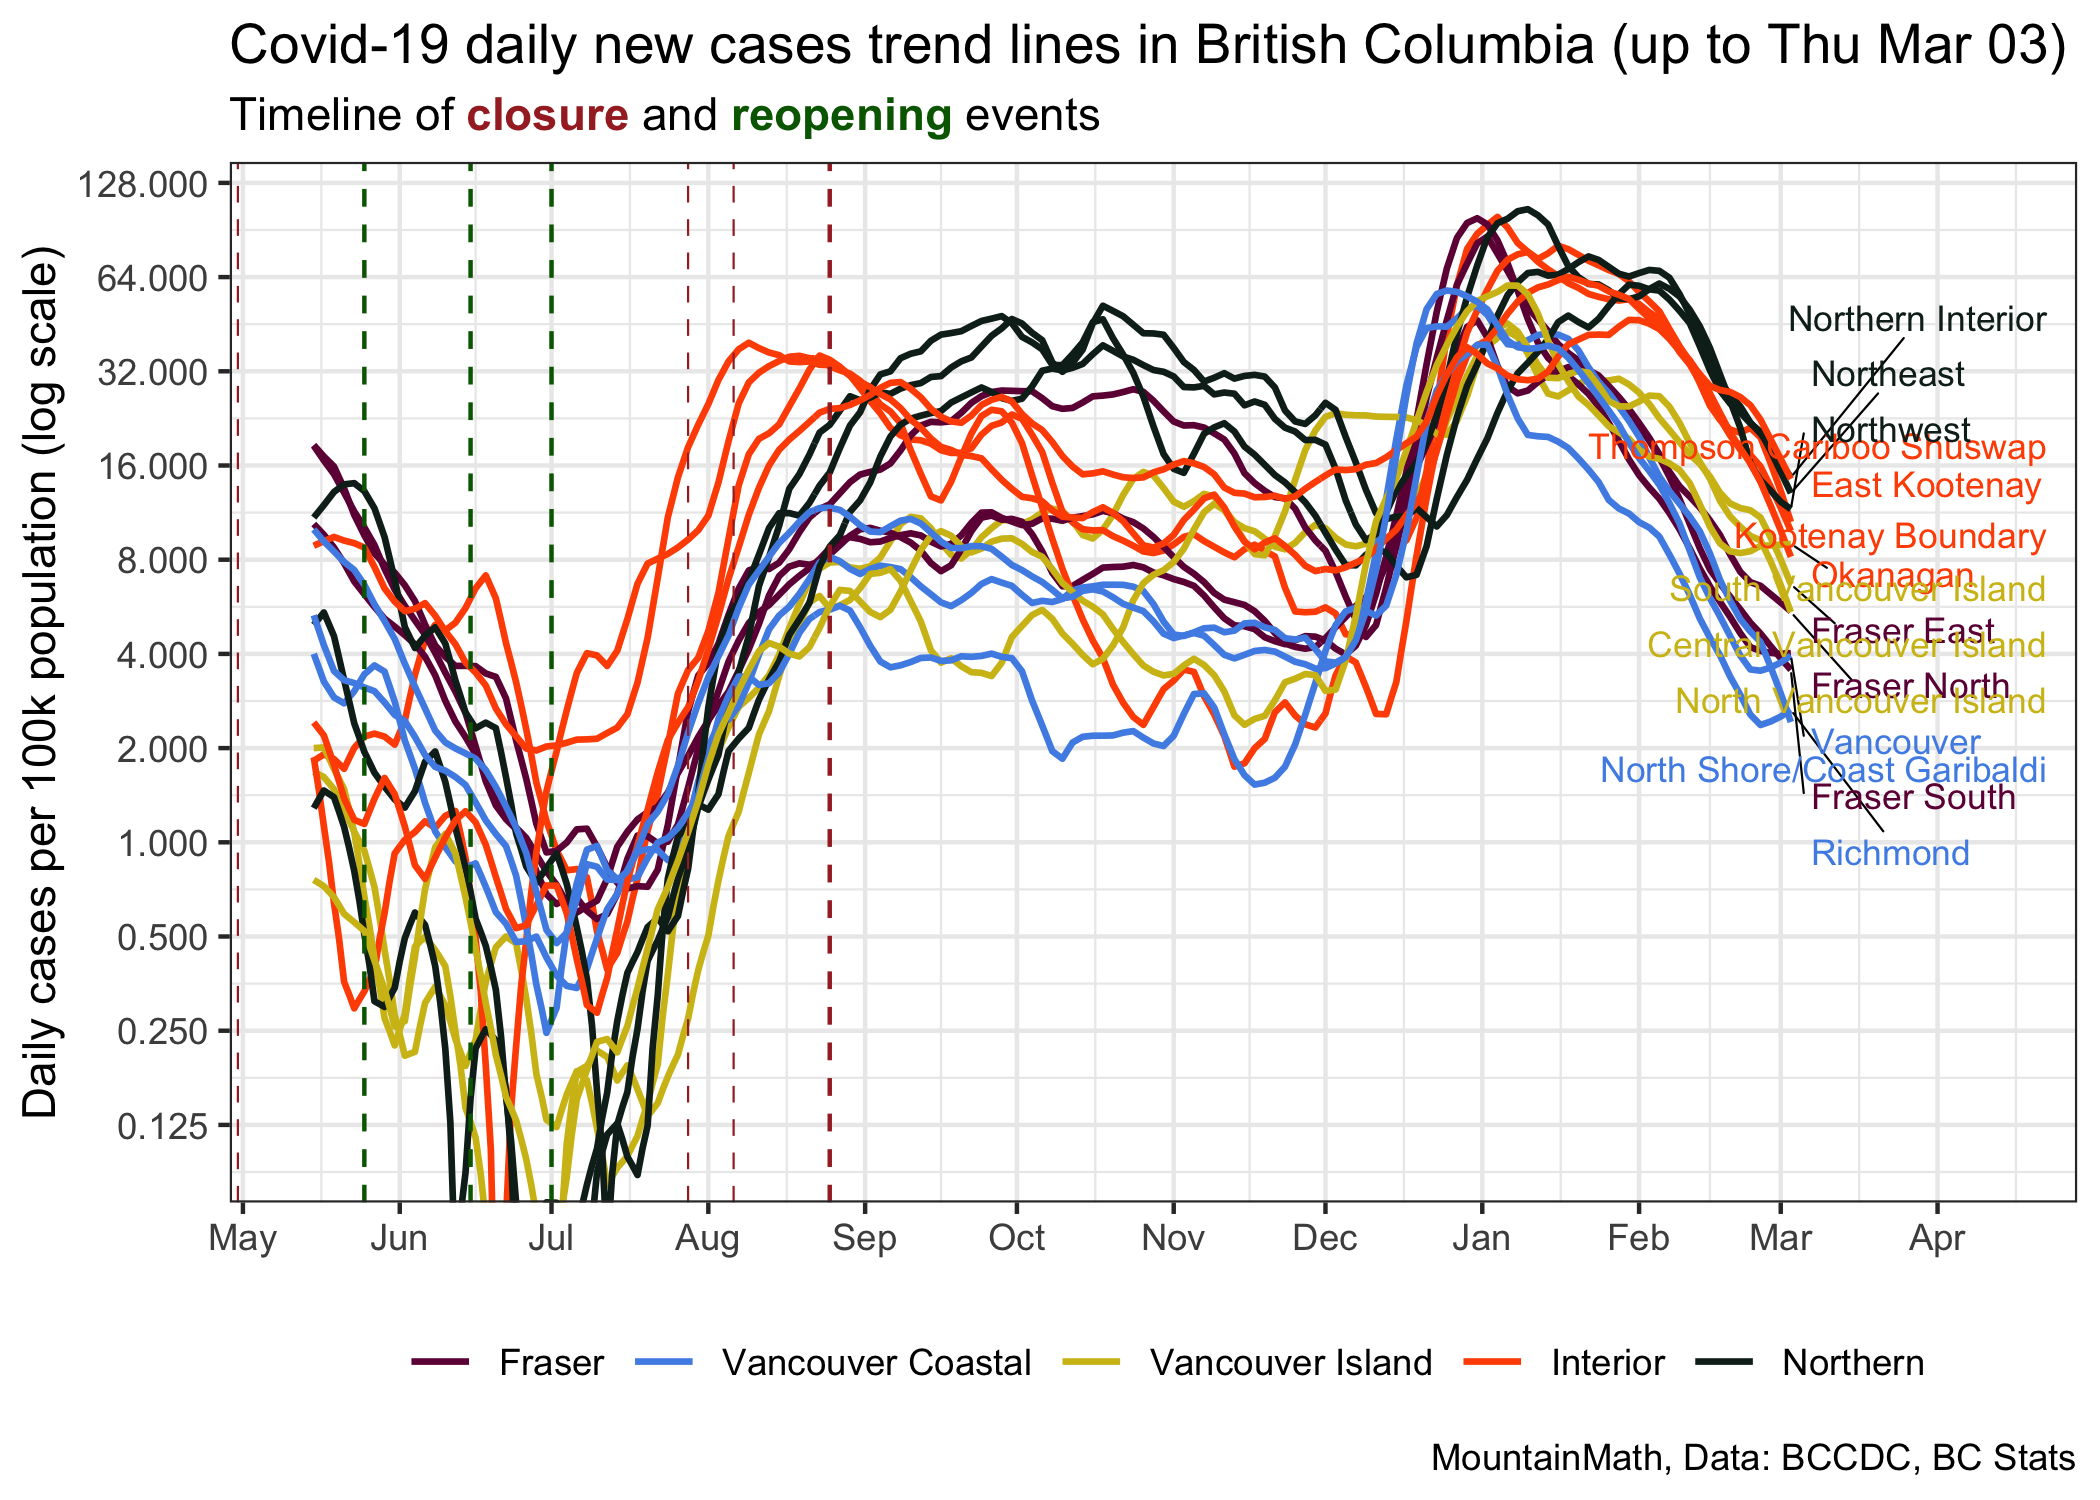 Covid-19 daily new cases trend lines in British Columbia (up to Thu Mar 03)
Timeline of closure and reopening events
Daily cases per 100k population (log scale)
128.000
64.000
32.000
16.000
8.000
4.000
2.000
1.000
0.500
0.250
0.125
Northern Interior
Northeast
Northwest
Thompson Cariboo Shuswap
East Kootenay
Kootenay Boundary
Okanagan
South Vancouver Island
Fraser East
Central Vancouver Island
Fraser North
North Vancouver Island
Vancouver
North Shore/Coast Garibaldi
Fraser South
Richmond
May Jun Jul Aug Sep Oct Nov Dec Jan Feb Mar Apr
Fraser Vancouver Coastal Vancouver Island Interior Northern
MountainMath, Data: BCCDC, BC Stats